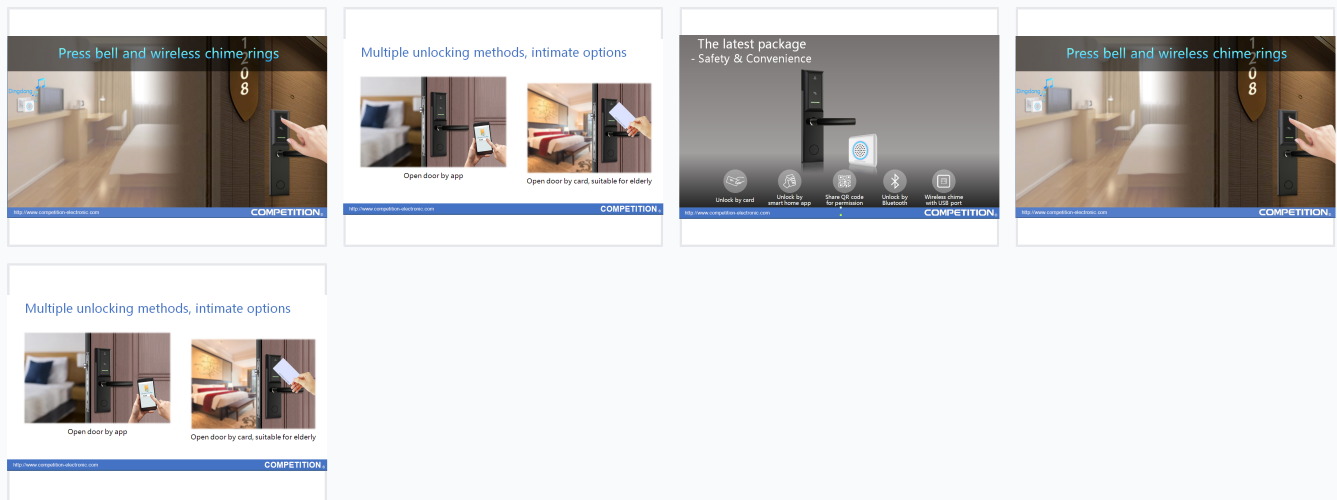 Press bell and wireless chime rings
1208
Dingdong
http://www.competition-electronic.com
COMPETITION®
Multiple unlocking methods, intimate options
Open door by app
Open door by card, suitable for elderly
http://www.competition-electronic.com
COMPETITION®
The latest package
- Safety & Convenience
Unlock by card
Unlock by
smart home app
Share QR code
for permission
Unlock by
Bluetooth
Wireless chime
with USB port
http://www.competition-electronic.com
COMPETITION®
Press bell and wireless chime rings
1208
Dingdong
http://www.competition-electronic.com
COMPETITION®
Multiple unlocking methods, intimate options
Open door by app
Open door by card, suitable for elderly
http://www.competition-electronic.com
COMPETITION®